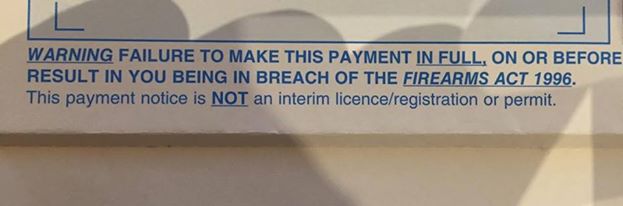 WARNING FAILURE TO MAKE THIS PAYMENT IN FULL, ON OR BEFORE
RESULT IN YOU BEING IN BREACH OF THE FIREARMS ACT 1996.
This payment notice is NOT an interim licence/registration or permit.